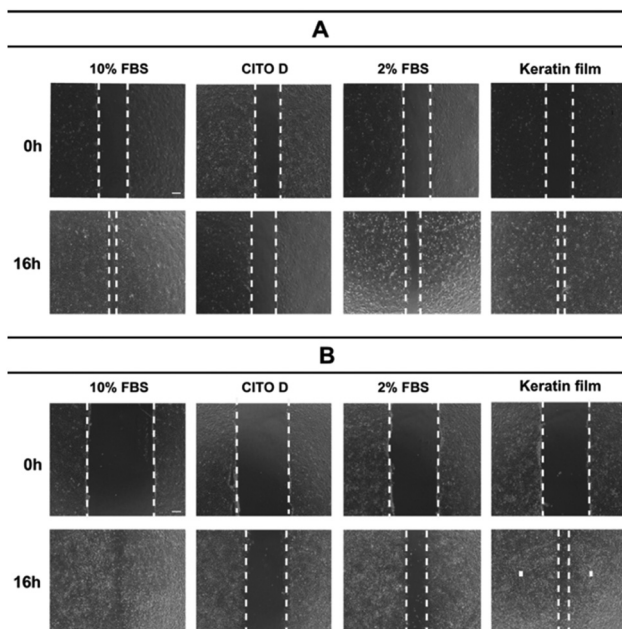 A
10% FBS CITO D 2% FBS Keratin film
0h
16h
B
10% FBS CITO D 2% FBS Keratin film
0h
16h